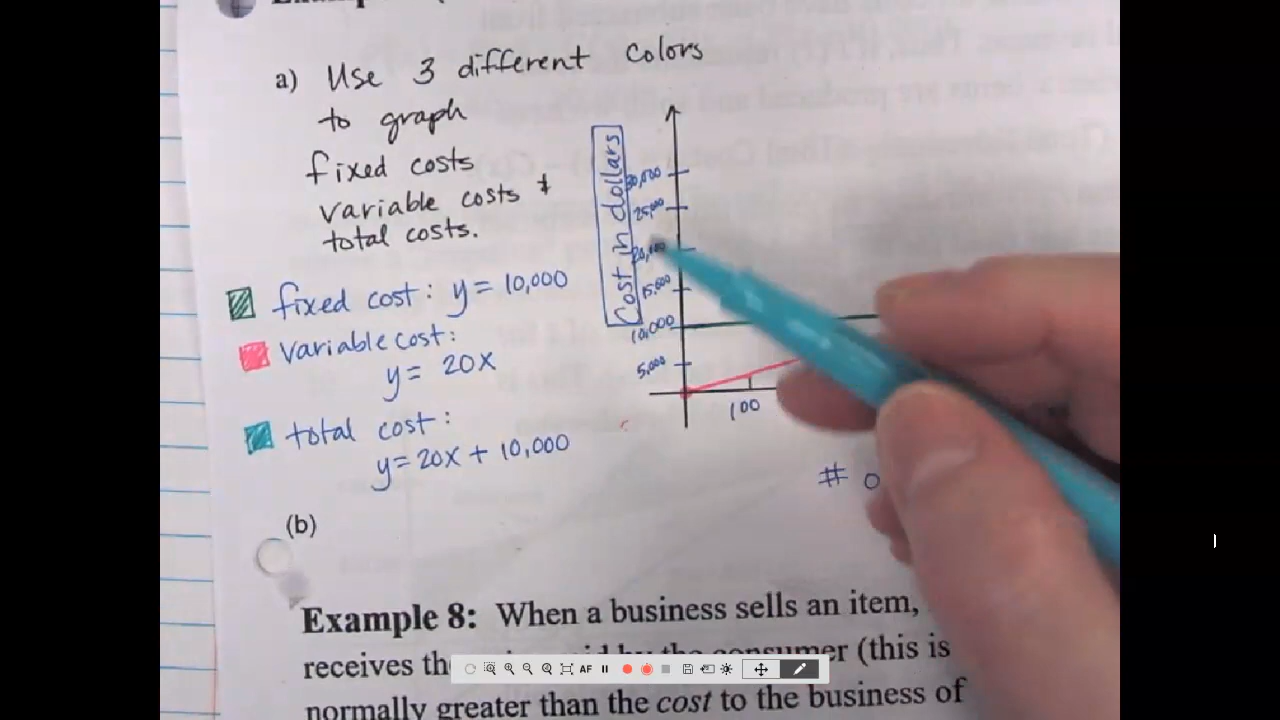 a) Use 3 different colors
to graph
fixed costs
variable costs &
total costs.
fixed cost: y = 10,000
variable cost:
y = 20x
total cost:
y = 20x + 10,000
(b)
Cost in dollars
30,000
25,000
20,000
15,000
10,000
5,000
100
#
Example 8: When a business sells an item,
receives the consumer (this is
normally greater than the cost to the business of
AF